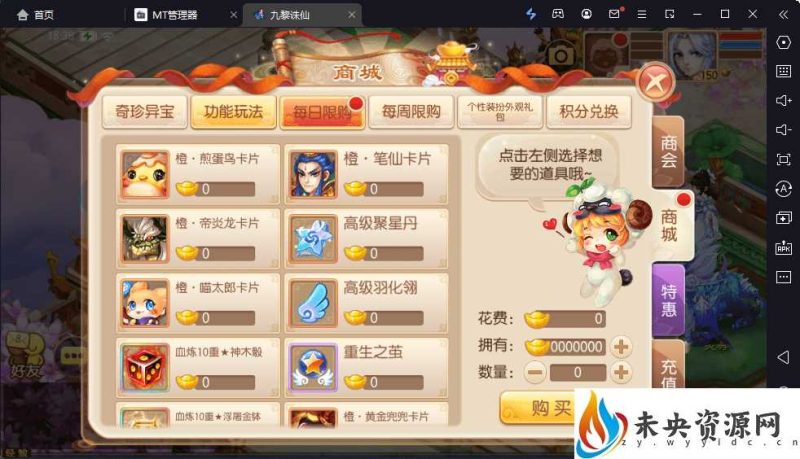 首页
MT管理器
九黎诛仙
18:38
商城
150
奇珍异宝
功能玩法
每日限购
每周限购
个性装扮外观礼
包
积分兑换
商会
商城
特惠
充值
橙·煎蛋鸟卡片
0
橙·笔仙卡片
0
橙·帝炎龙卡片
0
高级聚星丹
0
橙·喵太郎卡片
0
高级羽化翎
0
血炼10重★神木骰
0
重生之茧
0
血炼10重★浮屠金钵
橙·黄金兜兜卡片
点击左侧选择想
要的道具哦~
花费：
0
拥有：
0000000
数量：
0
购买
好友
APK
未央资源网
zy.wyyldc.cn